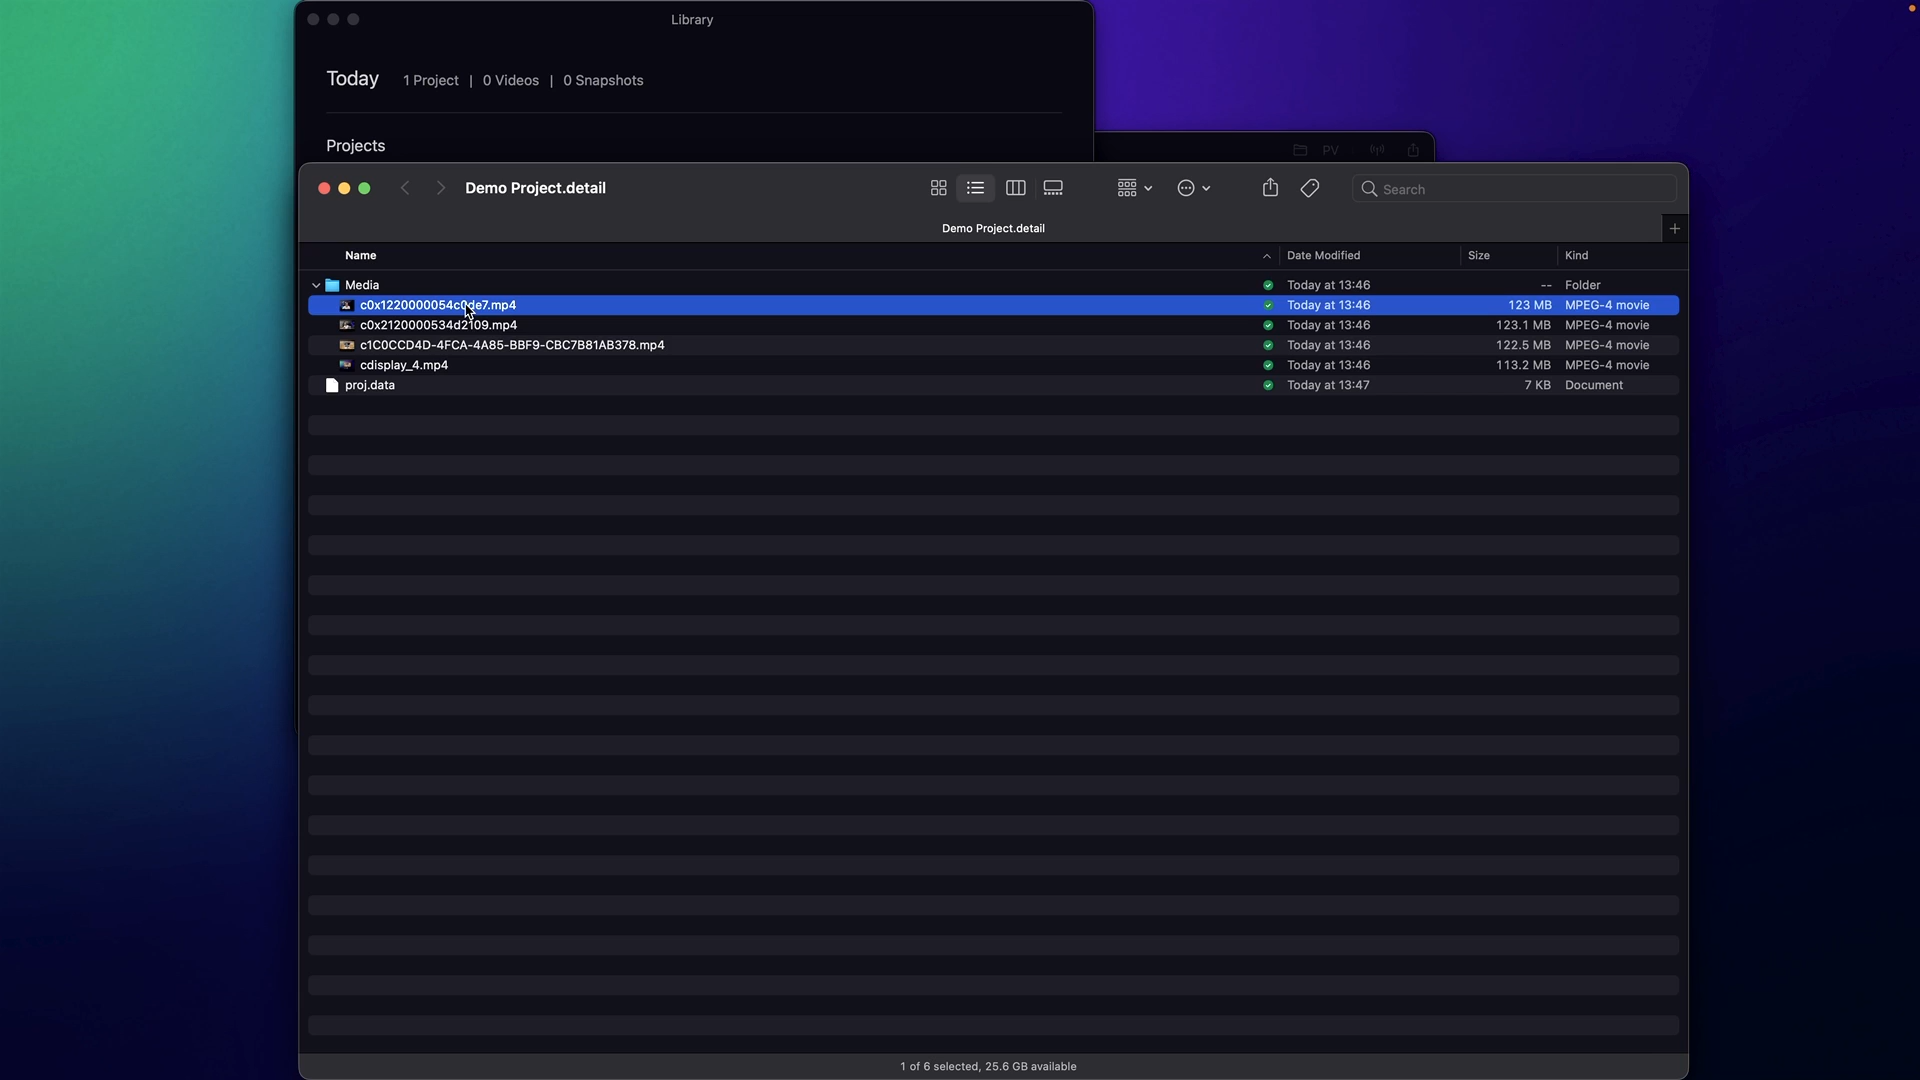 Library
Today 1 Project | 0 Videos | 0 Snapshots
Projects
PV
Demo Project.detail
Search
Demo Project.detail
Name Date Modified Size Kind
Media Today at 13:46 -- Folder
c0x1220000054c0de7.mp4 Today at 13:46 123 MB MPEG-4 movie
c0x2120000534d2109.mp4 Today at 13:46 123.1 MB MPEG-4 movie
c1C0CCD4D-4FCA-4A85-BBF9-CBC7B81AB378.mp4 Today at 13:46 122.5 MB MPEG-4 movie
cdisplay_4.mp4 Today at 13:46 113.2 MB MPEG-4 movie
proj.data Today at 13:47 7 KB Document
1 of 6 selected, 25.6 GB available